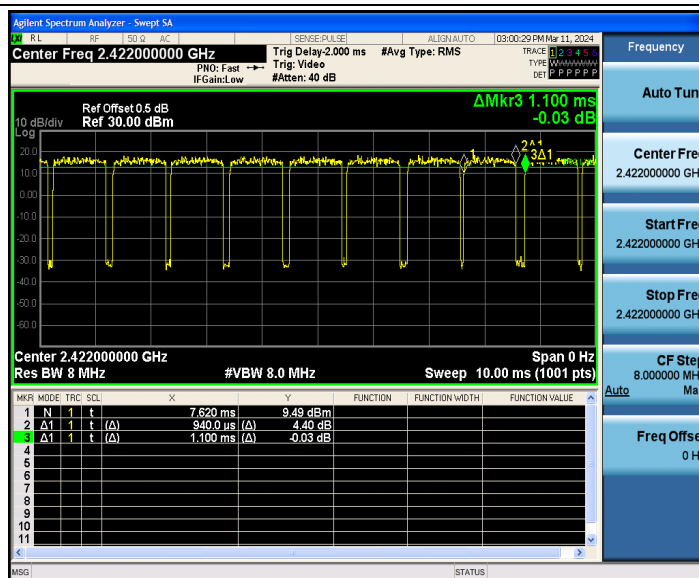 Agilent Spectrum Analyzer - Swept SA
LXI RL RF 50 Ω AC SENSE:PULSE ALIGN AUTO 03:00:29 PM Mar 11, 2024
Center Freq 2.422000000 GHz Trig Delay-2.000 ms #Avg Type: RMS TRACE 1 2 3 4 5 6
PNO: Fast Trig: Video TYPE W
IFGain:Low #Atten: 40 dB DET P P P P P P
Ref Offset 0.5 dB ΔMkr3 1.100 ms
10 dB/div Ref 30.00 dBm -0.03 dB
Log
20.0
10.0
0.00
-10.0
-20.0
-30.0
-40.0
-50.0
-60.0
1 2Δ1
3Δ1
Center 2.422000000 GHz Span 0 Hz
Res BW 8 MHz #VBW 8.0 MHz Sweep 10.00 ms (1001 pts)
MKR MODE TRC SCL X Y FUNCTION FUNCTION WIDTH FUNCTION VALUE
1 N 1 t 7.620 ms 9.49 dBm
2 Δ1 1 t (Δ) 940.0 µs (Δ) 4.40 dB
3 Δ1 1 t (Δ) 1.100 ms (Δ) -0.03 dB
4
5
6
7
8
9
10
11
MSG STATUS
Frequency
Auto Tun
Center Fre
2.422000000 GH
Start Fre
2.422000000 GH
Stop Fre
2.422000000 GH
CF Step
8.000000 MH
Auto Ma
Freq Offse
0 H